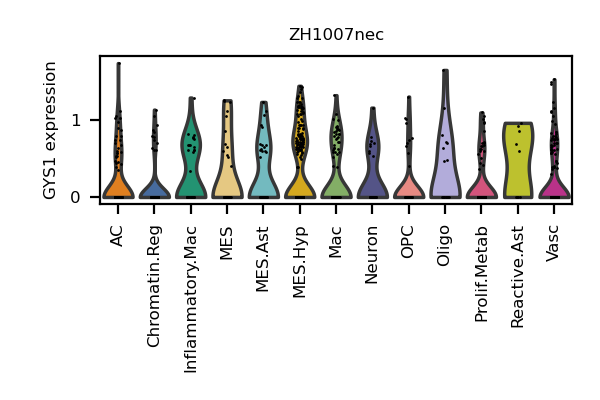 ZH1007nec
GYS1 expression
1
0
AC
Chromatin.Reg
Inflammatory.Mac
MES
MES.Ast
MES.Hyp
Mac
Neuron
OPC
Oligo
Prolif.Metab
Reactive.Ast
Vasc